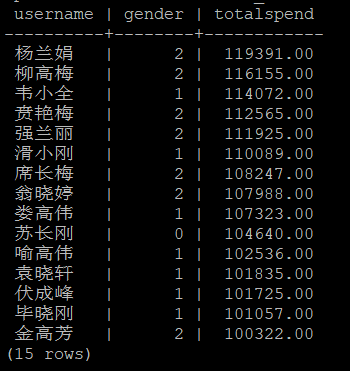 username | gender | totalspend
----------+--------+------------
杨兰娟 | 2 | 119391.00
柳高梅 | 2 | 116155.00
韦小全 | 1 | 114072.00
贲艳梅 | 2 | 112565.00
强兰丽 | 2 | 111925.00
滑小刚 | 1 | 110089.00
席长梅 | 2 | 108247.00
翁晓婷 | 2 | 107988.00
娄高伟 | 1 | 107323.00
苏长刚 | 0 | 104640.00
喻高伟 | 1 | 102536.00
袁晓轩 | 1 | 101835.00
伏成峰 | 1 | 101725.00
毕晓刚 | 1 | 101057.00
金高芳 | 2 | 100322.00
(15 rows)